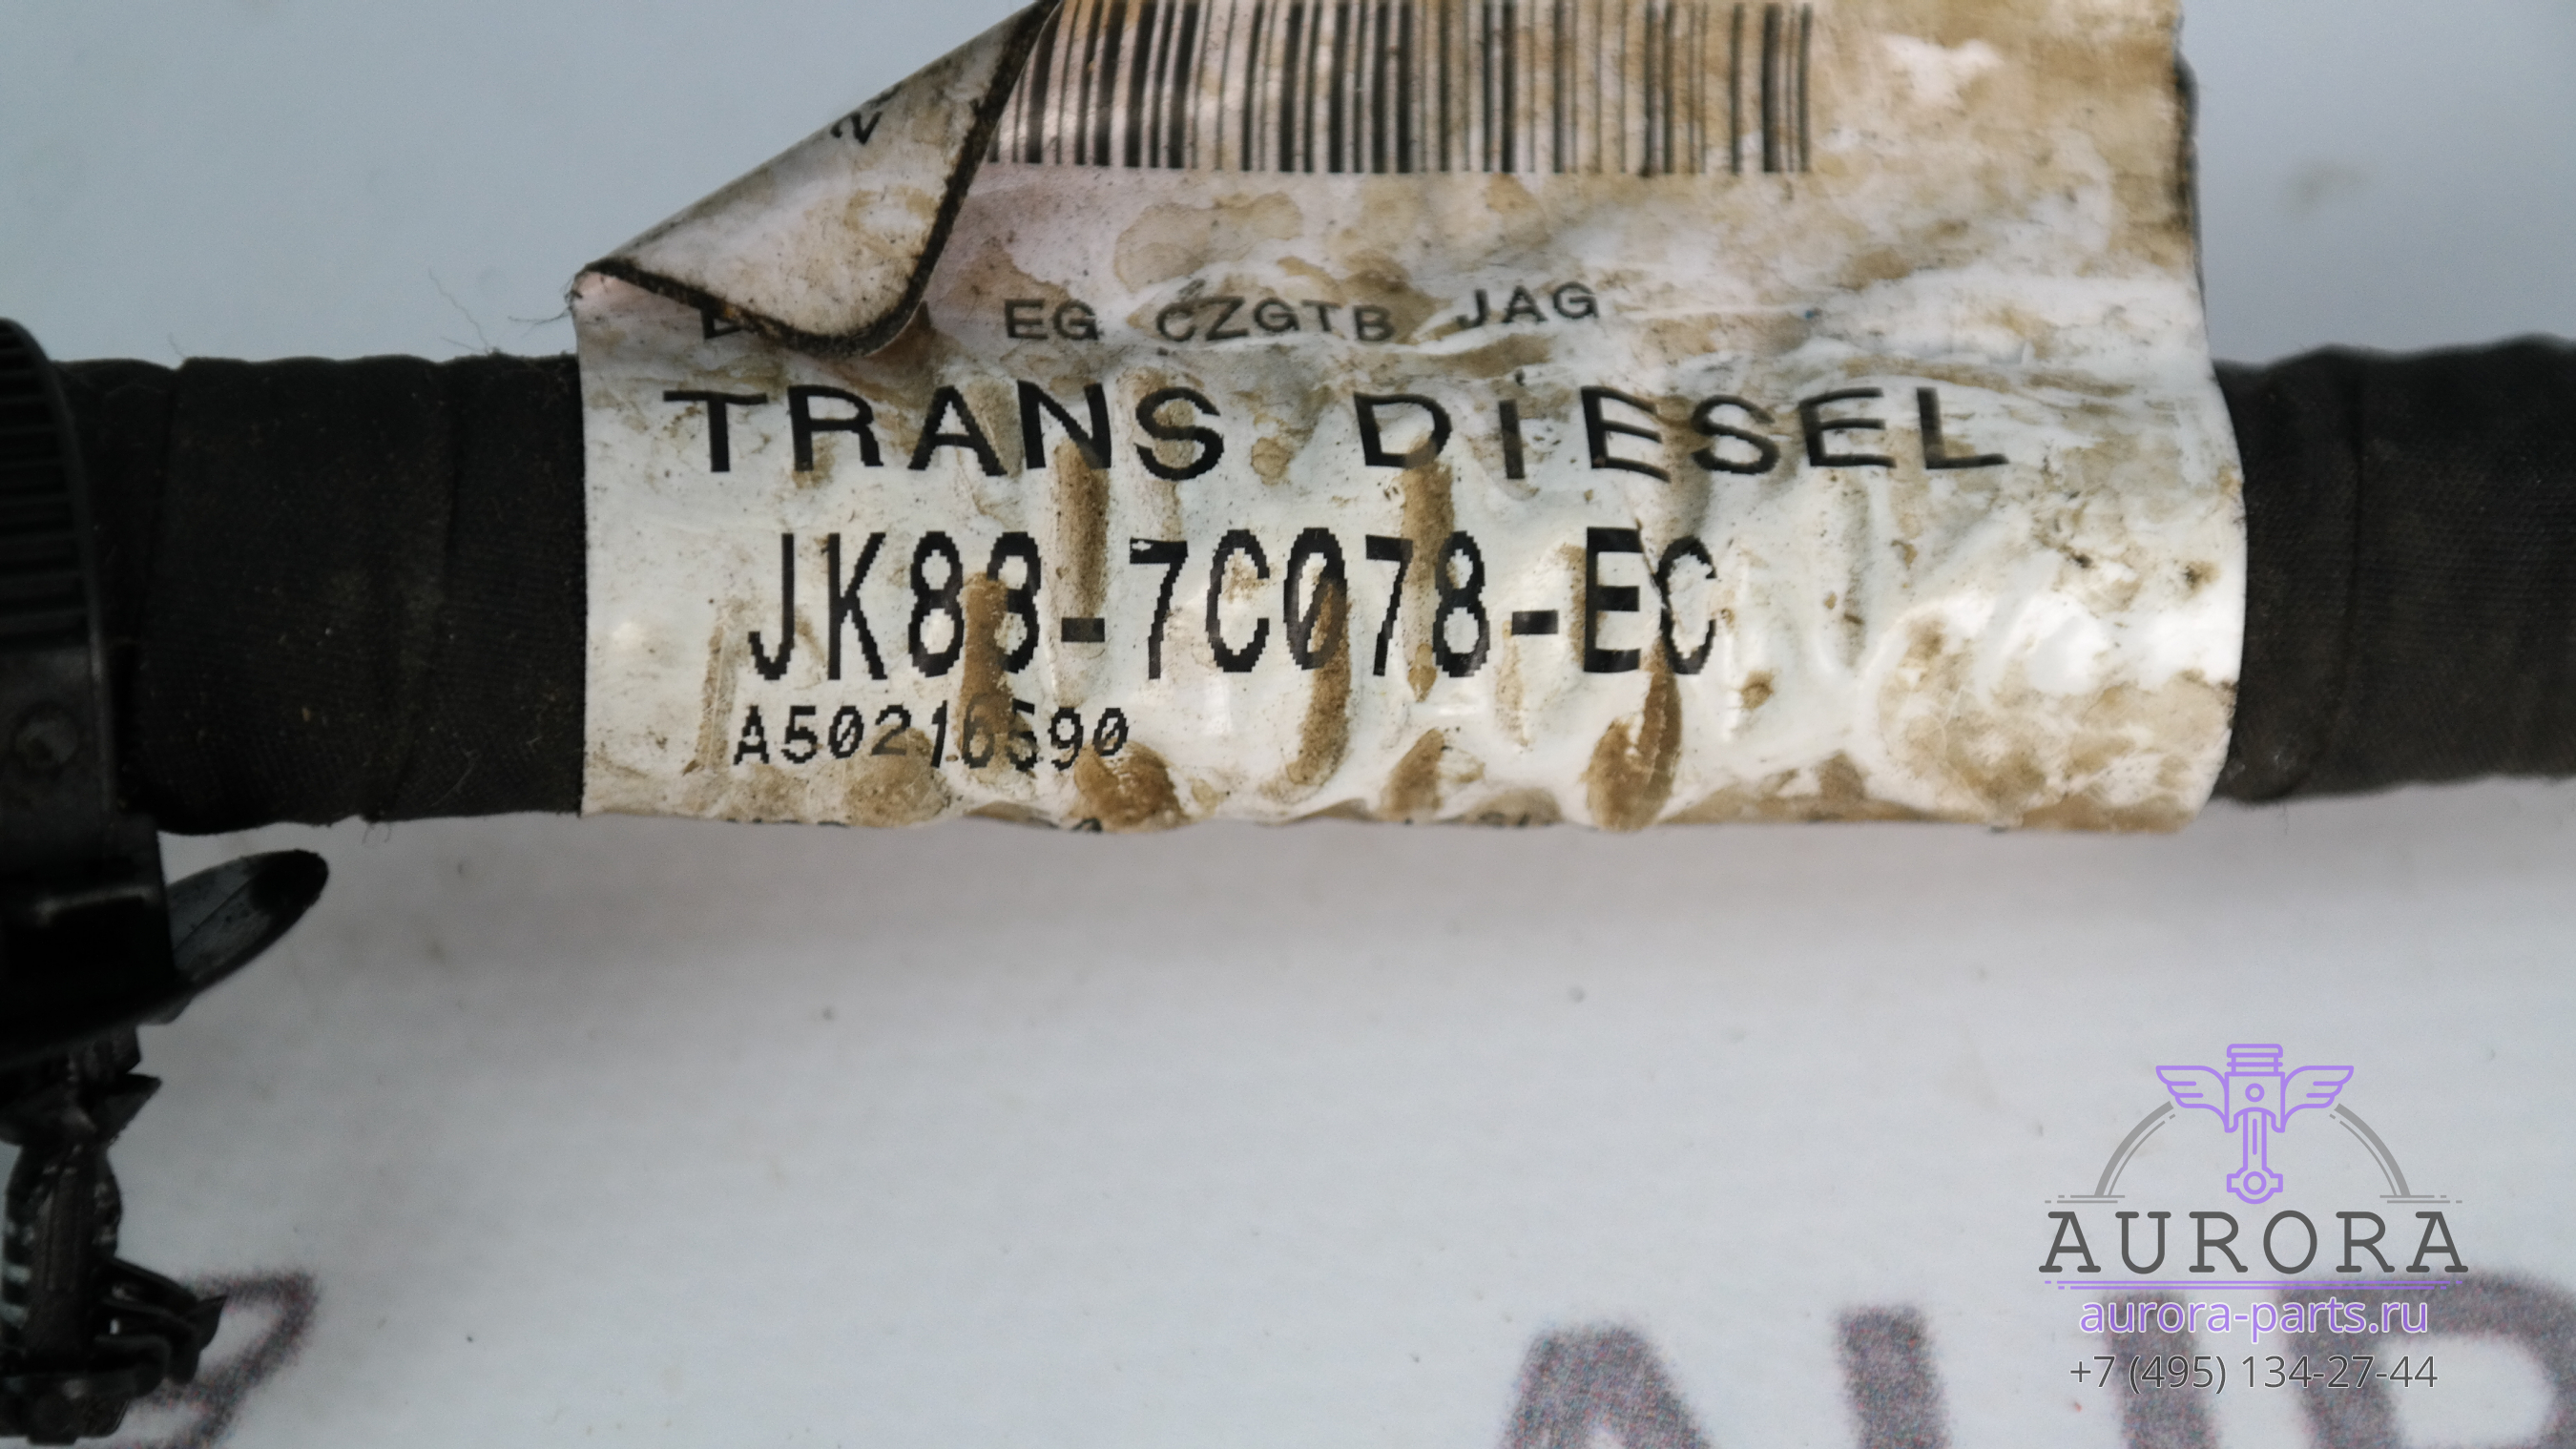 EG CZGTB JAG
TRANS DIESEL
JK83-7C078-EC
A50216590
AURORA
aurora-parts.ru
+7 (495) 134-27-44